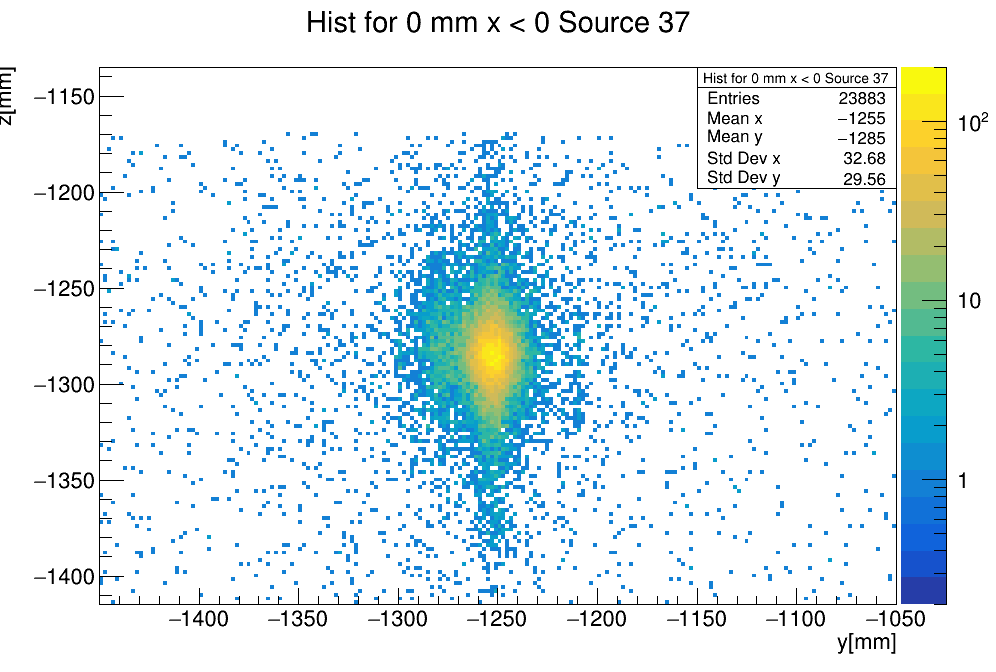 Hist for 0 mm x < 0 Source 37
z[mm]
Hist for 0 mm x < 0 Source 37
Entries 23883
Mean x −1255
Mean y −1285
Std Dev x 32.68
Std Dev y 29.56
−1150
−1200
−1250
−1300
−1350
−1400
10²
10
1
−1400 −1350 −1300 −1250 −1200 −1150 −1100 −1050
y[mm]